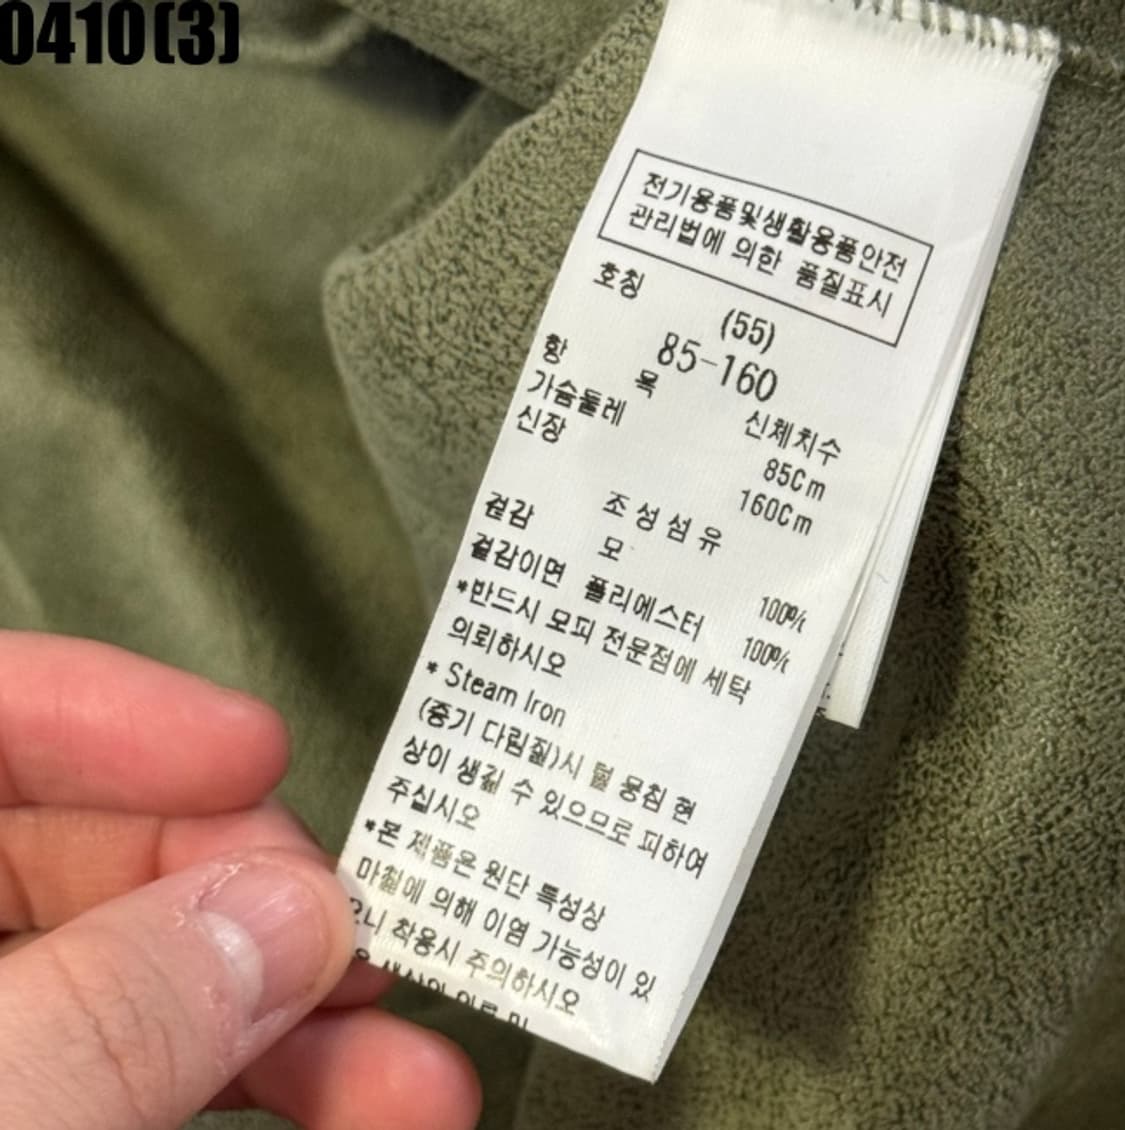 0410(3)
전기용품및생활용품안전
관리법에 의한 품질표시
호칭
(55)
85-160
항 목 신체치수
가슴둘레 85Cm
신장 160Cm
조성섬유
겉감 모 100%
겉감이면 폴리에스터 100%
*반드시 모피 전문점에 세탁
의뢰하시오
* Steam Iron
(증기 다림질)시 털 뭉침 현
상이 생길 수 있으므로 피하여
주십시오
*본 제품은 원단 특성상
마찰에 의해 이염 가능성이 있
으니 착용시 주의하시오